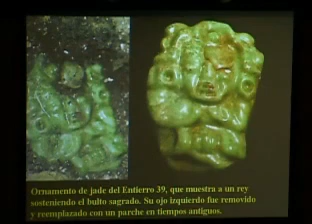 Ornamento de jade del Entierro 39, que muestra a un rey
sosteniendo el bulto sagrado. Su ojo izquierdo fue removido
y reemplazado con un parche en tiempos antiguos.